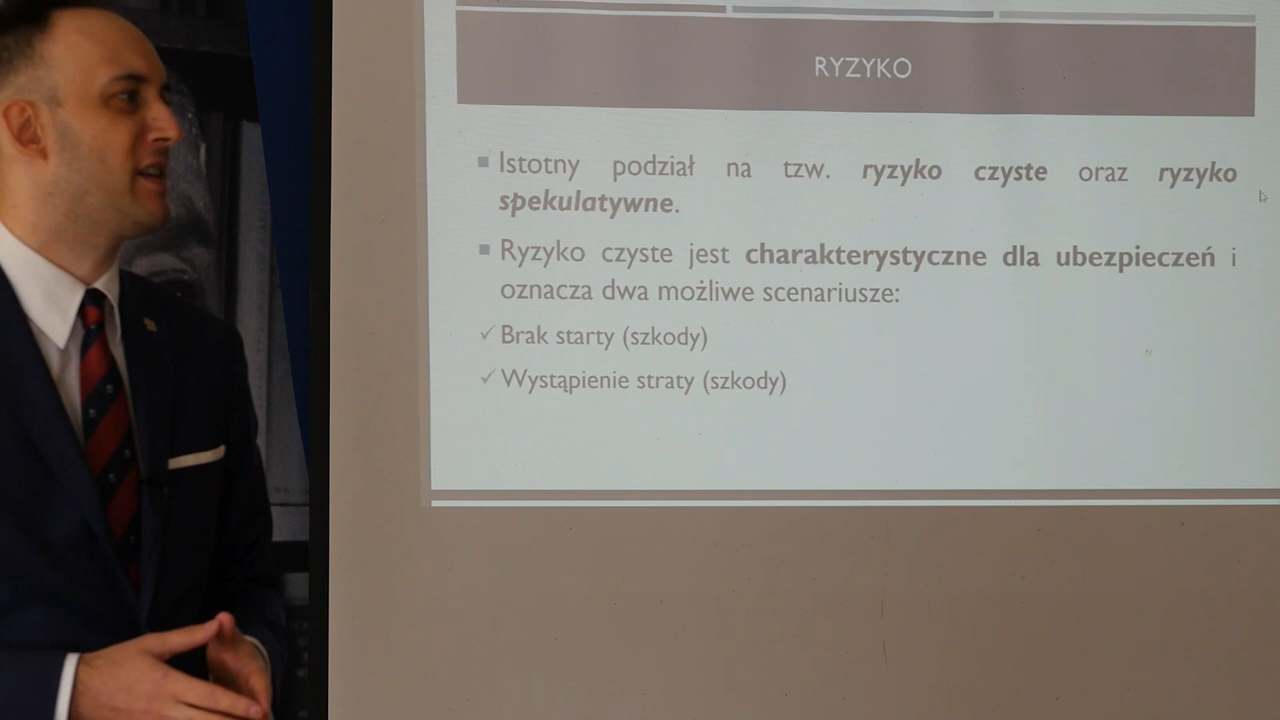 RYZYKO
Istotny podział na tzw. ryzyko czyste oraz ryzyko
spekulatywne.
Ryzyko czyste jest charakterystyczne dla ubezpieczeń i
oznacza dwa możliwe scenariusze:
Brak starty (szkody)
Wystąpienie straty (szkody)